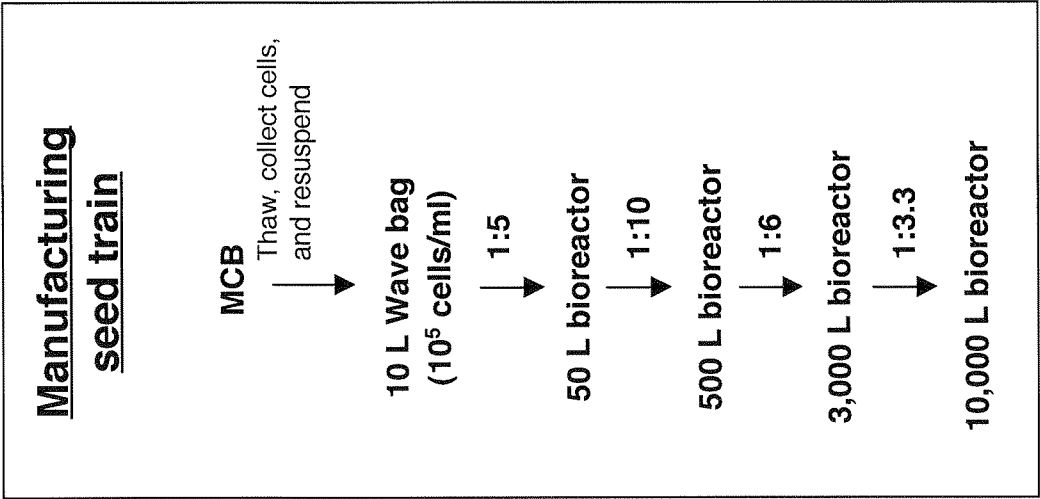 Manufacturing
seed train
MCB
Thaw, collect cells,
and resuspend
10 L Wave bag
(10⁵ cells/ml)
1:5
50 L bioreactor
1:10
500 L bioreactor
1:6
3,000 L bioreactor
1:3.3
10,000 L bioreactor